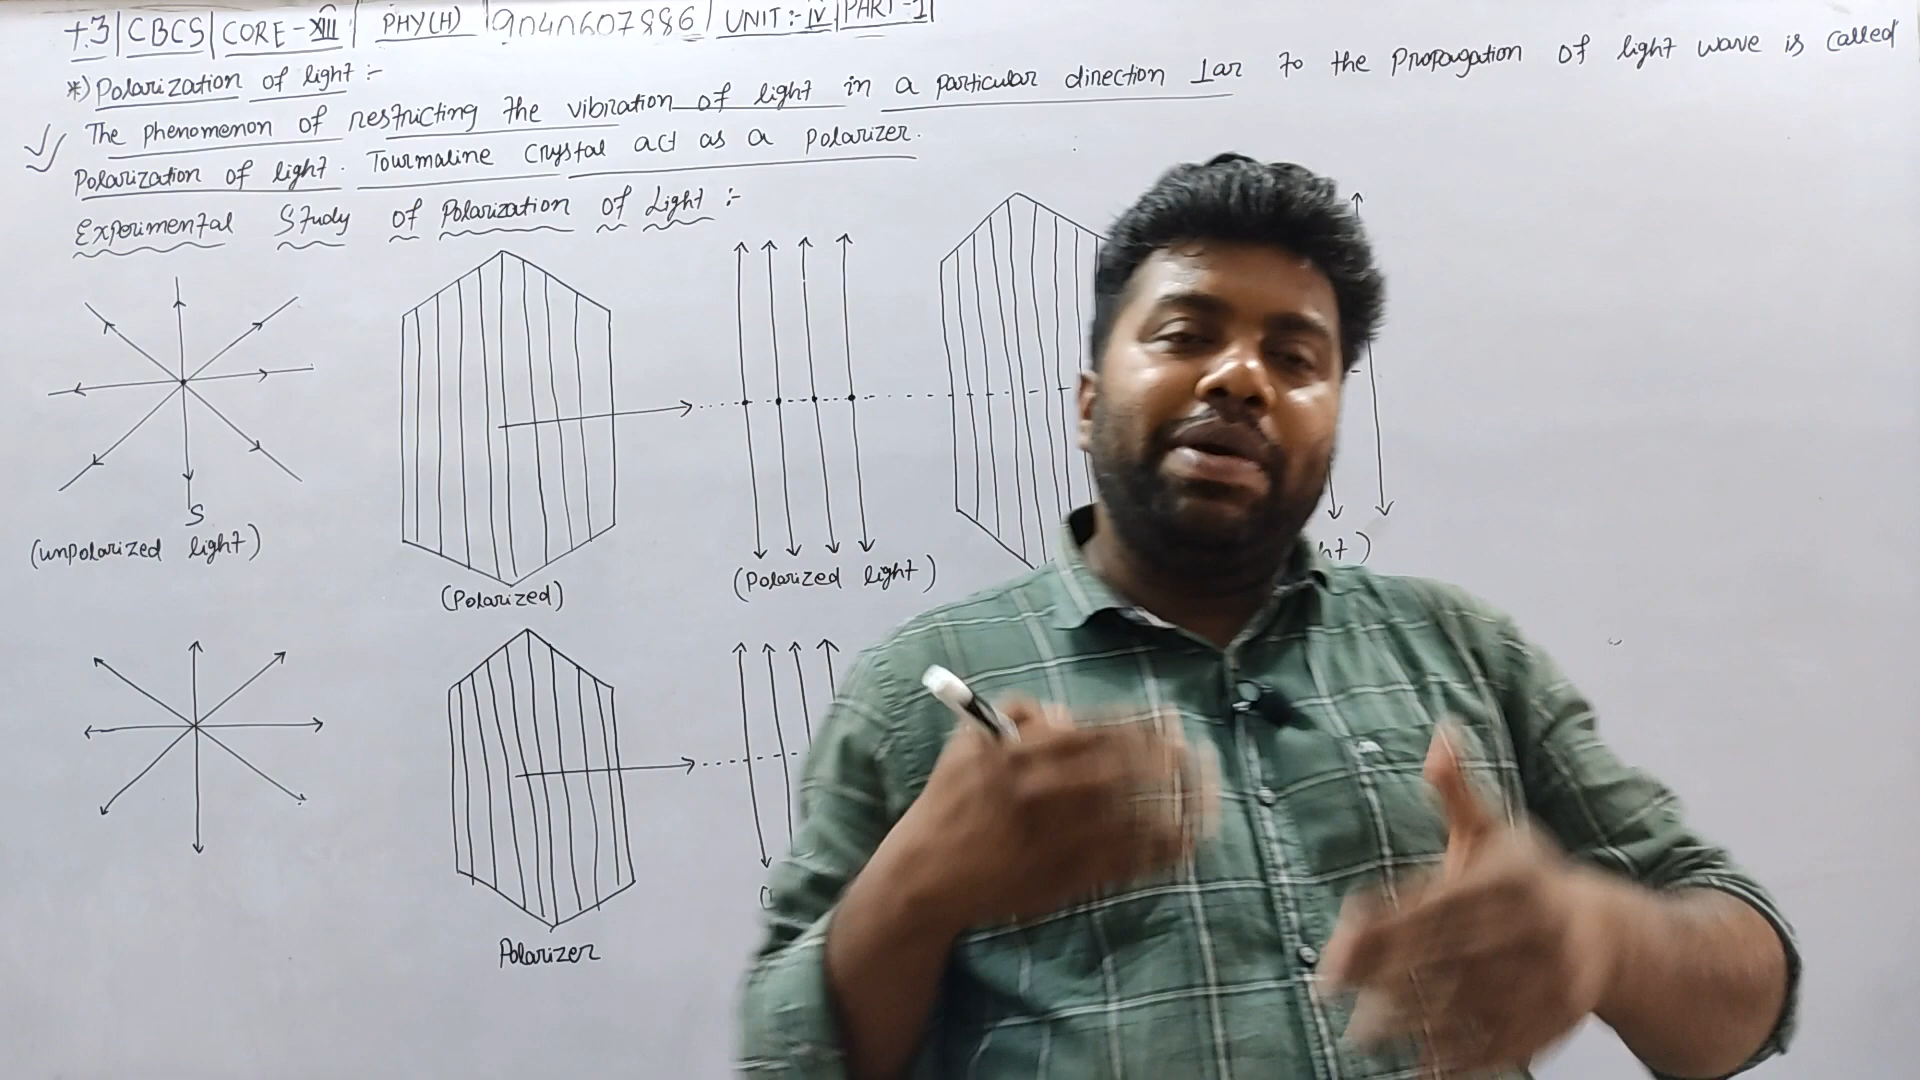 +3|CBCS|CORE-XIII| PHY(H) |9040607886| UNIT:- IV|PART-1|
*) Polarization of light :-
The phenomenon of restricting the vibration of light in a particular direction ⊥ar to the propagation of light wave is called
Polarization of light. Tourmaline Crystal act as a polarizer.
Experimental Study of Polarization of Light :-
S
(unpolarized light)
(Polarized)
(Polarized light)
Polarizer